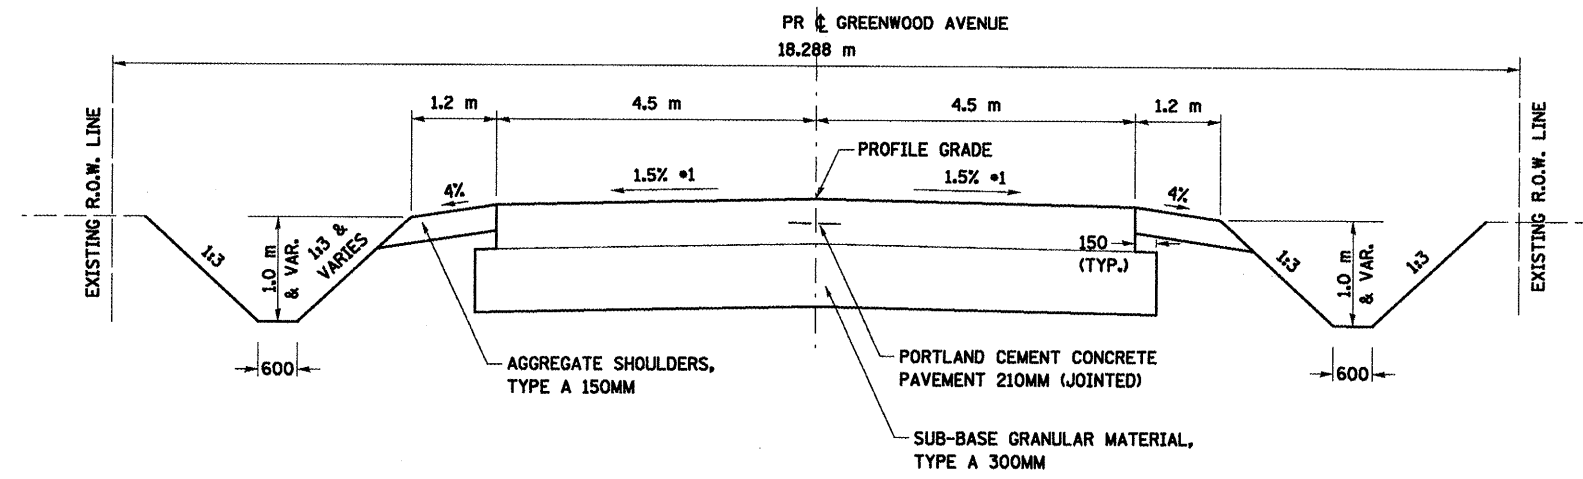 PR ℄ GREENWOOD AVENUE
18.288 m
1.2 m
4.5 m
4.5 m
1.2 m
EXISTING R.O.W. LINE
EXISTING R.O.W. LINE
PROFILE GRADE
4%
1.5% •1
1.5% •1
4%
1:3
1.0 m
& VAR.
1:3 &
VARIES
150
(TYP.)
1:3
1.0 m
& VAR.
1:3
600
AGGREGATE SHOULDERS,
TYPE A 150MM
PORTLAND CEMENT CONCRETE
PAVEMENT 210MM (JOINTED)
600
SUB-BASE GRANULAR MATERIAL,
TYPE A 300MM